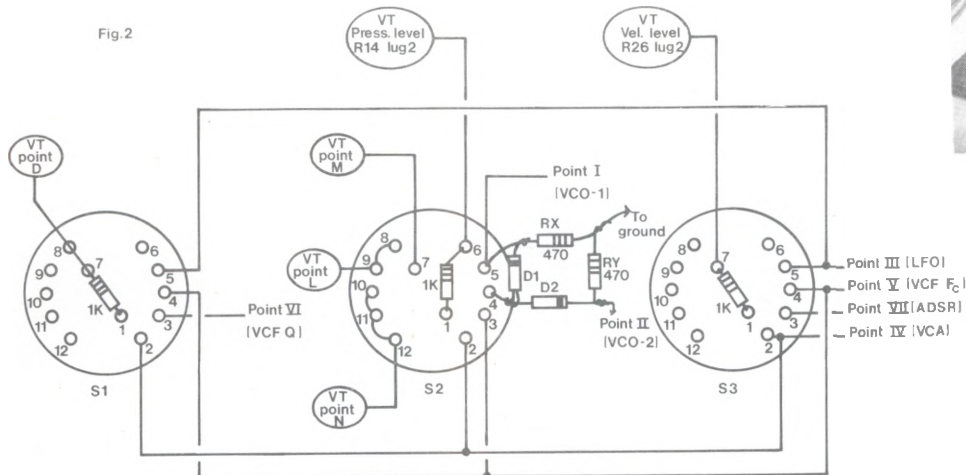 Fig.2
VT
Press. level
R14 lug2
VT
Vel. level
R26 lug2
VT
point
D
VT
point
M
Point I
(VCO-1)
To
ground
RX
470
RY
470
D1
D2
Point II
(VCO-2)
VT
point
L
VT
point
N
8
7
6
5
9
10
4
11
3
12
1
2
1K
S1
Point VI
(VCF Q)
8
6
9
7
5
10
4
11
3
12
1
2
1K
S2
8
6
9
7
5
10
4
11
3
12
1
2
1K
S3
Point III (LFO)
Point V (VCF Fc)
Point VII (ADSR)
Point IV (VCA)